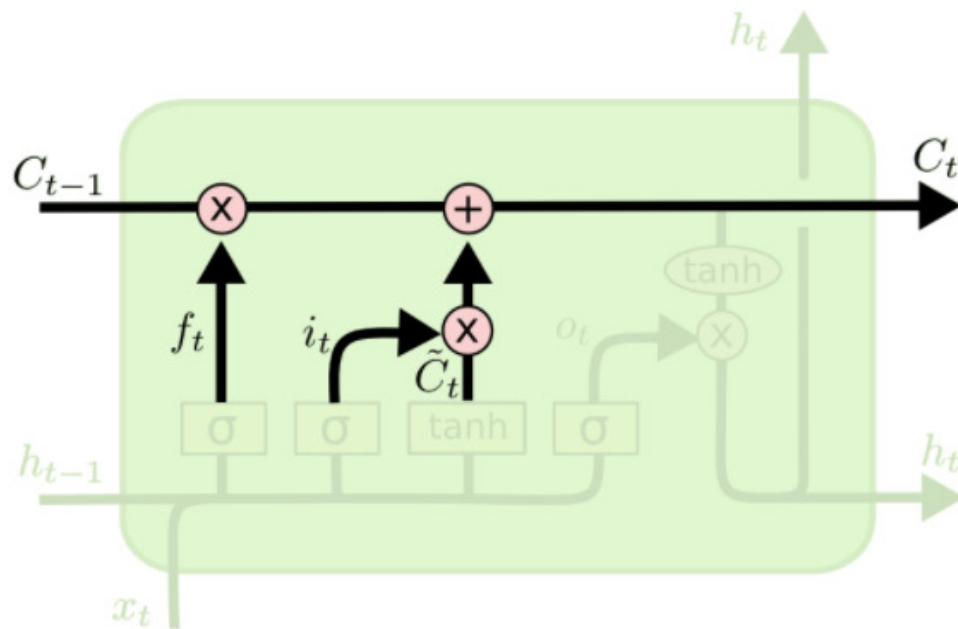 h_t
C_{t-1}
C_t
x
+
tanh
f_t
i_t
x
o_t
x
C̃_t
σ
σ
tanh
σ
h_{t-1}
h_t
x_t